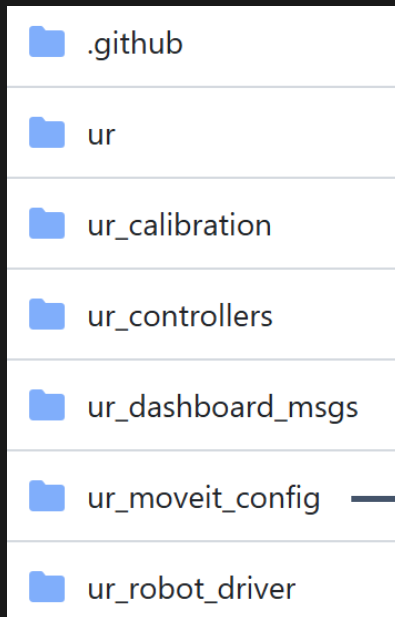 .github
ur
ur_calibration
ur_controllers
ur_dashboard_msgs
ur_moveit_config
ur_robot_driver